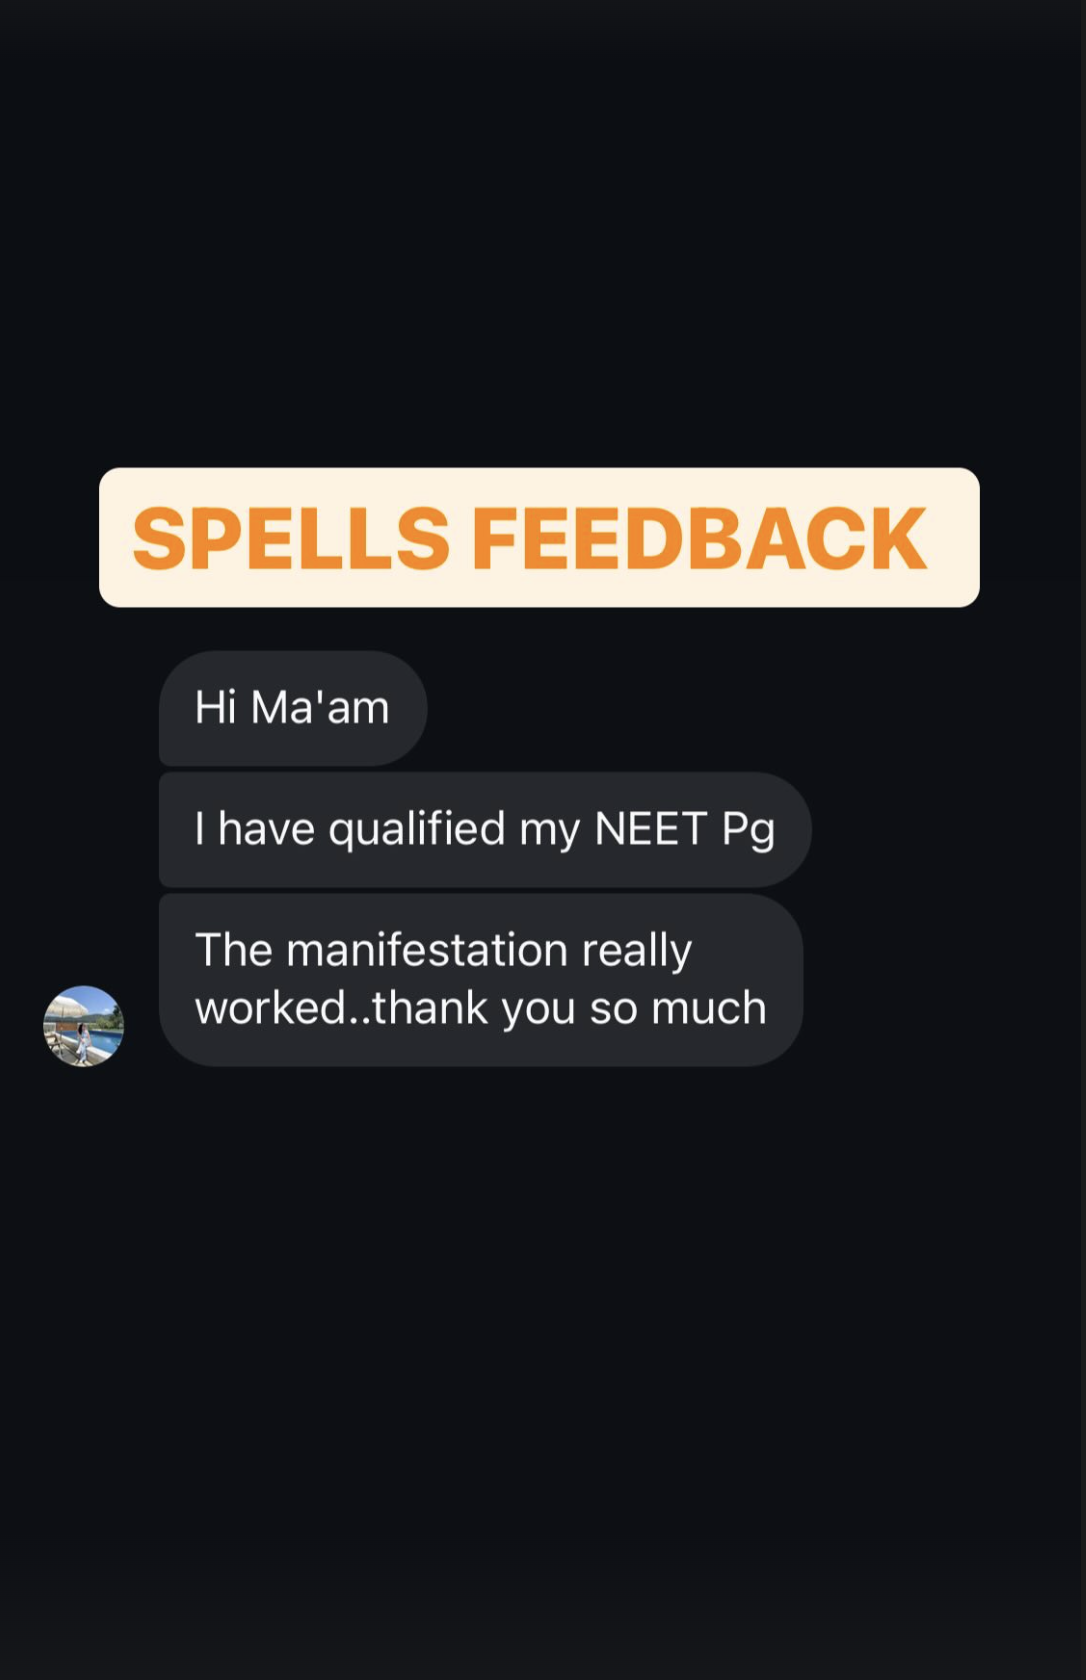 SPELLS FEEDBACK
Hi Ma'am
I have qualified my NEET Pg
The manifestation really
worked..thank you so much